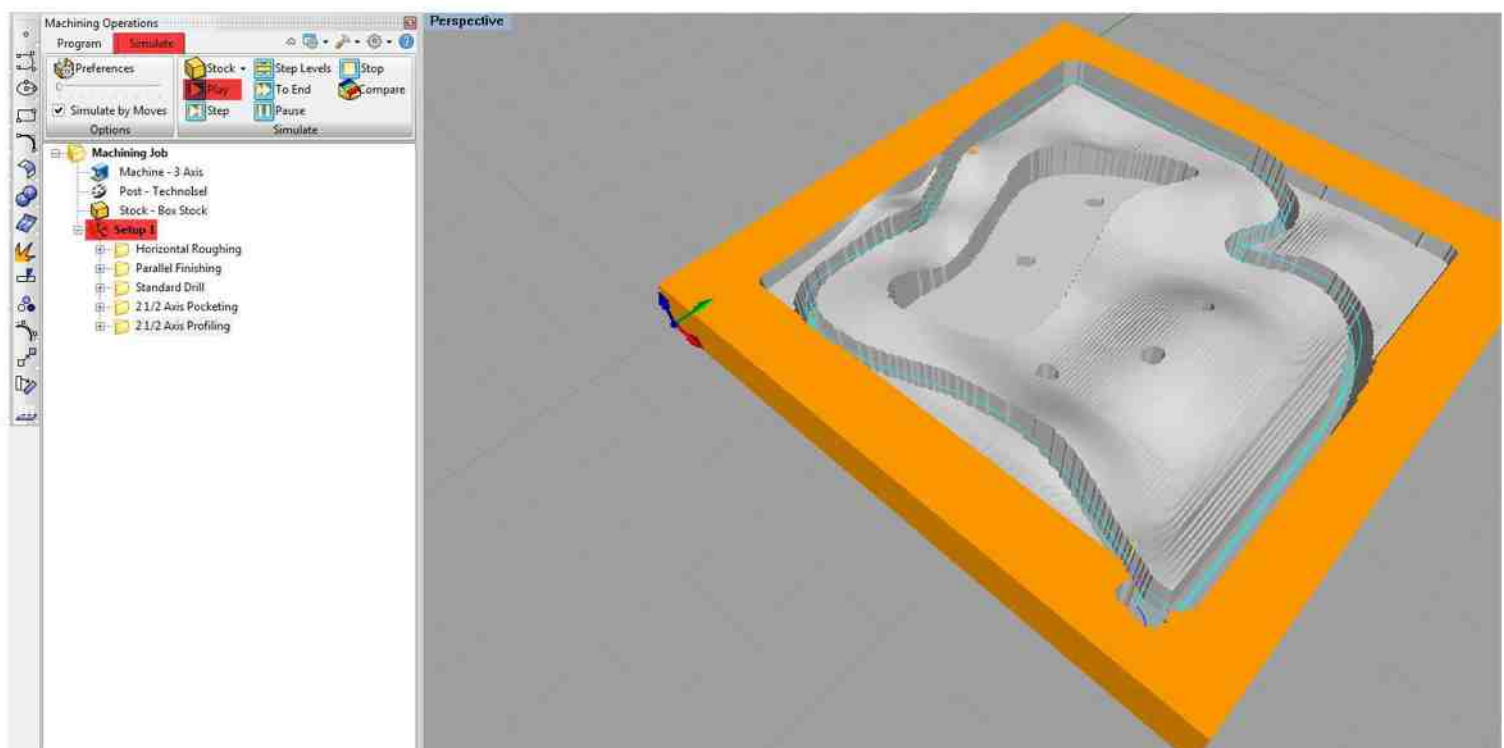 Machining Operations
Program Simulate
Preferences
0
Simulate by Moves
Options
Stock Step Levels Stop
Play To End Compare
Step Pause
Simulate
Machining Job
Machine - 3 Axis
Post - Technolsel
Stock - Box Stock
Setup 1
Horizontal Roughing
Parallel Finishing
Standard Drill
2 1/2 Axis Pocketing
2 1/2 Axis Profiling
Perspective